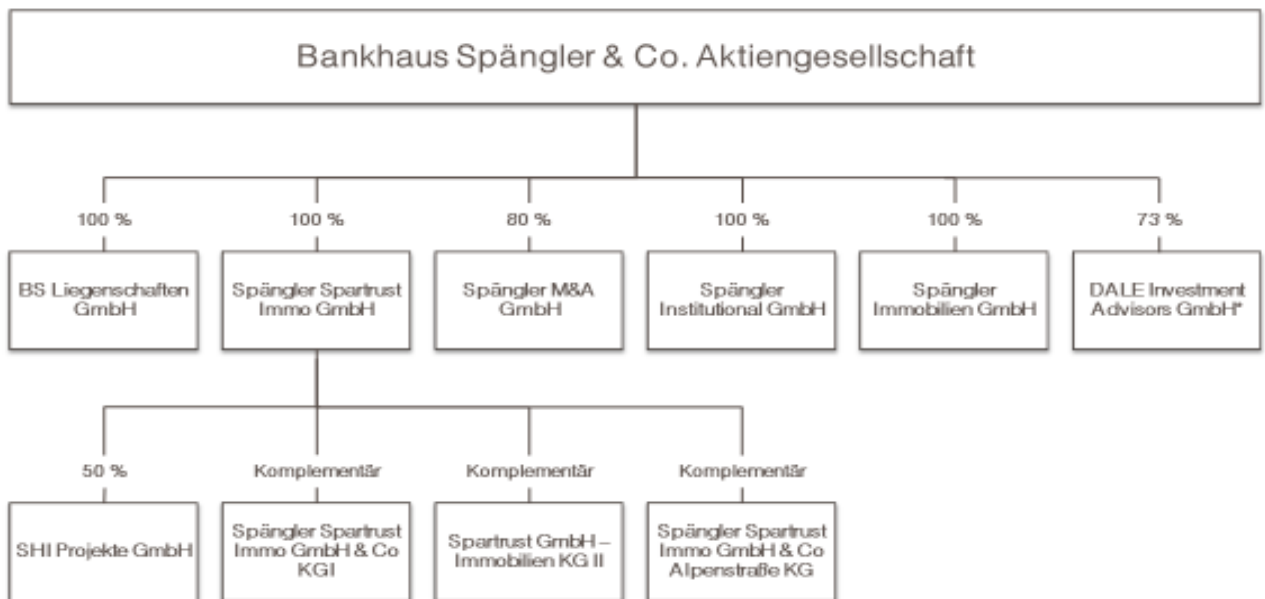 Bankhaus Spängler & Co. Aktiengesellschaft
100 %
100 %
80 %
100 %
100 %
73 %
BS Liegenschaften
GmbH
Spängler Spartrust
Immo GmbH
Spängler M&A
GmbH
Spängler
Institutional GmbH
Spängler
Immobilien GmbH
DALE Investment
Advisors GmbH*
50 %
Komplementär
Komplementär
Komplementär
SHI Projekte GmbH
Spängler Spartrust
Immo GmbH & Co
KGI
Spartrust GmbH –
Immobilien KG II
Spängler Spartrust
Immo GmbH & Co
Alpenstraße KG